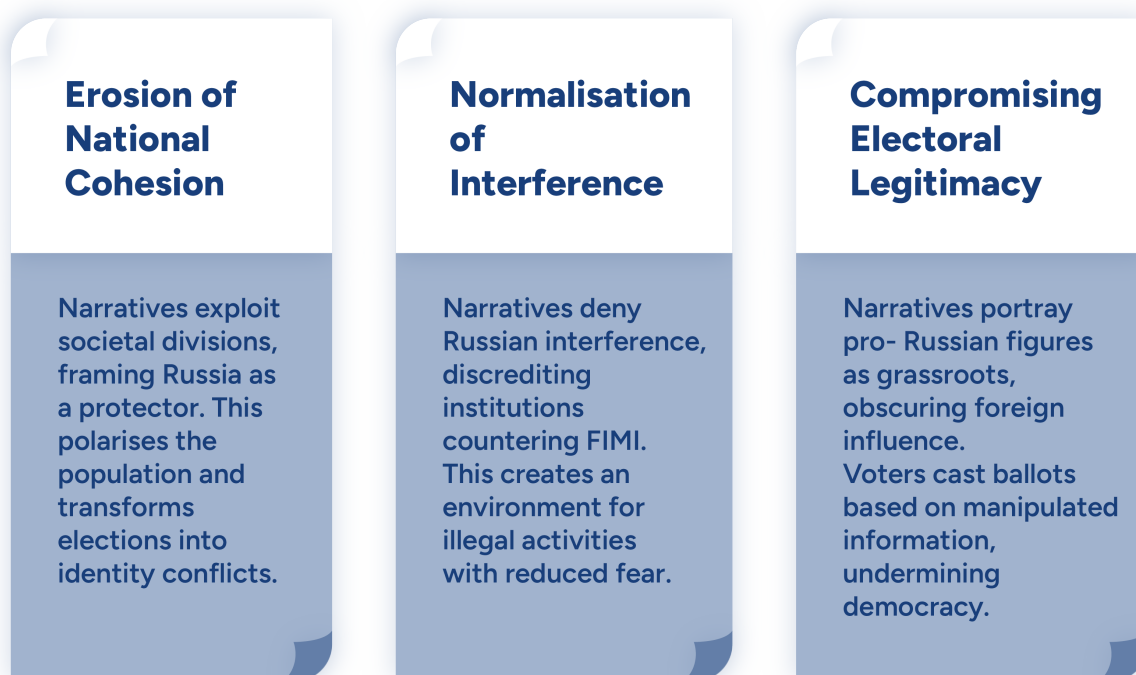 Erosion of
National
Cohesion
Narratives exploit
societal divisions,
framing Russia as
a protector. This
polarises the
population and
transforms
elections into
identity conflicts.
Normalisation
of
Interference
Narratives deny
Russian interference,
discrediting
institutions
countering FIMI.
This creates an
environment for
illegal activities
with reduced fear.
Compromising
Electoral
Legitimacy
Narratives portray
pro- Russian figures
as grassroots,
obscuring foreign
influence.
Voters cast ballots
based on manipulated
information,
undermining
democracy.